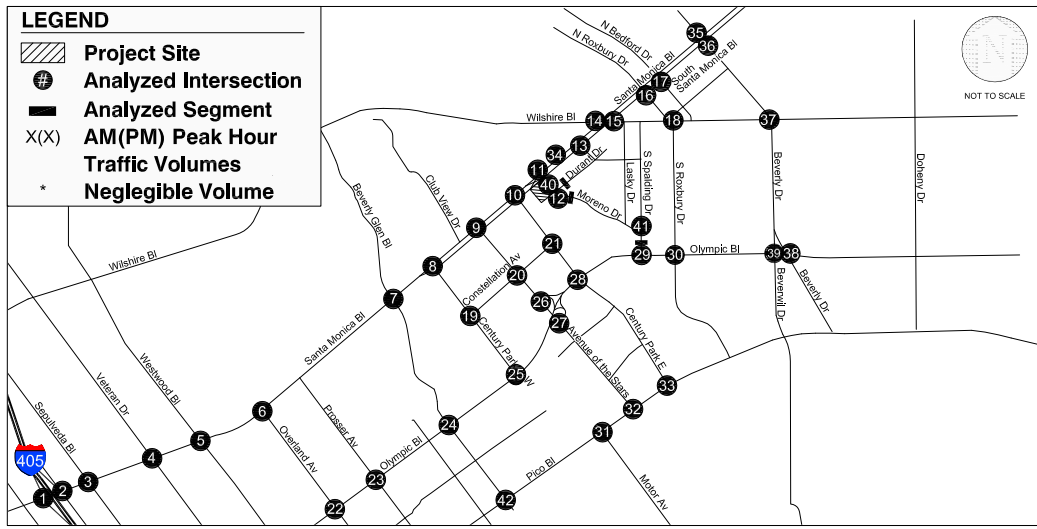 LEGEND
Project Site
# Analyzed Intersection
Analyzed Segment
X(X) AM(PM) Peak Hour
Traffic Volumes
* Neglegible Volume
N
NOT TO SCALE
N Bedford Dr
N Roxbury Dr
Santa Monica Bl
South
Santa Monica Bl
35
36
17
16
14
15
18
37
Wilshire Bl
13
34
11
40
12
10
Durant Dr
Moreno Dr
Lasky Dr
S Spalding Dr
S Roxbury Dr
Beverly Dr
Doheny Dr
41
29
30
Olympic Bl
39
38
Beverwil Dr
Beverly Dr
Club View Dr
Beverly Glen Bl
9
8
7
21
20
28
Constellation Av
26
27
19
Century Park W
25
Avenue of the Stars
Century Park E
33
32
31
Wilshire Bl
Santa Monica Bl
Westwood Bl
Veteran Dr
Sepulveda Bl
405
1
2
3
4
5
6
Overland Av
Prosser Av
Olympic Bl
24
23
22
42
Pico Bl
Motor Av